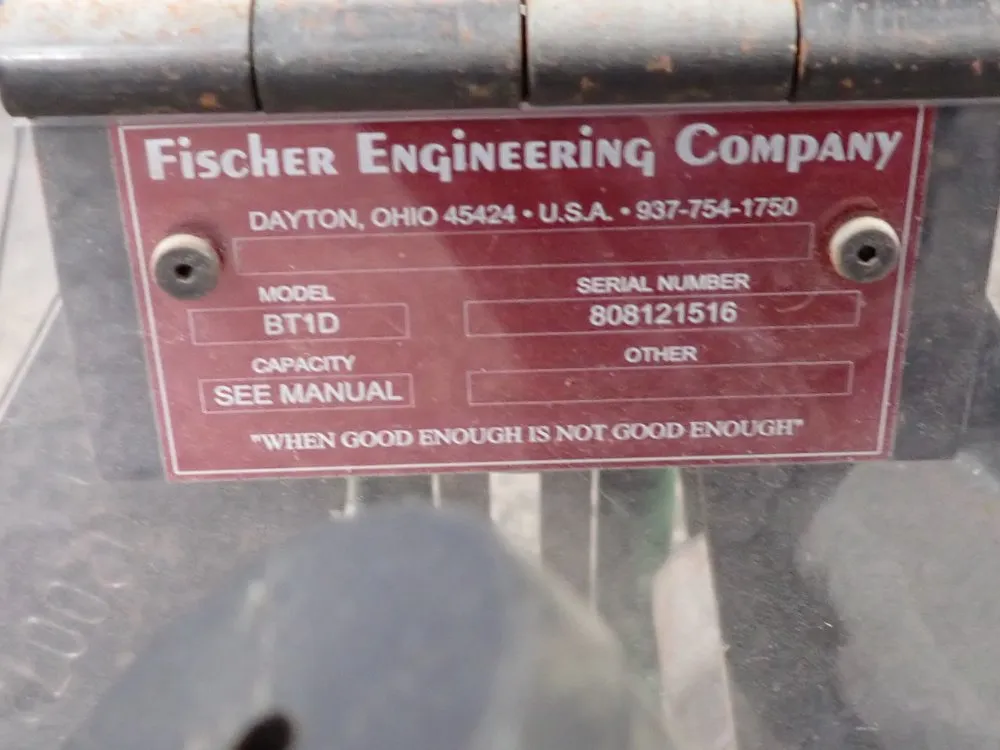 Fischer Engineering Company
DAYTON, OHIO 45424 • U.S.A. • 937-754-1750
MODEL SERIAL NUMBER
BT1D 808121516
CAPACITY OTHER
SEE MANUAL
"WHEN GOOD ENOUGH IS NOT GOOD ENOUGH"